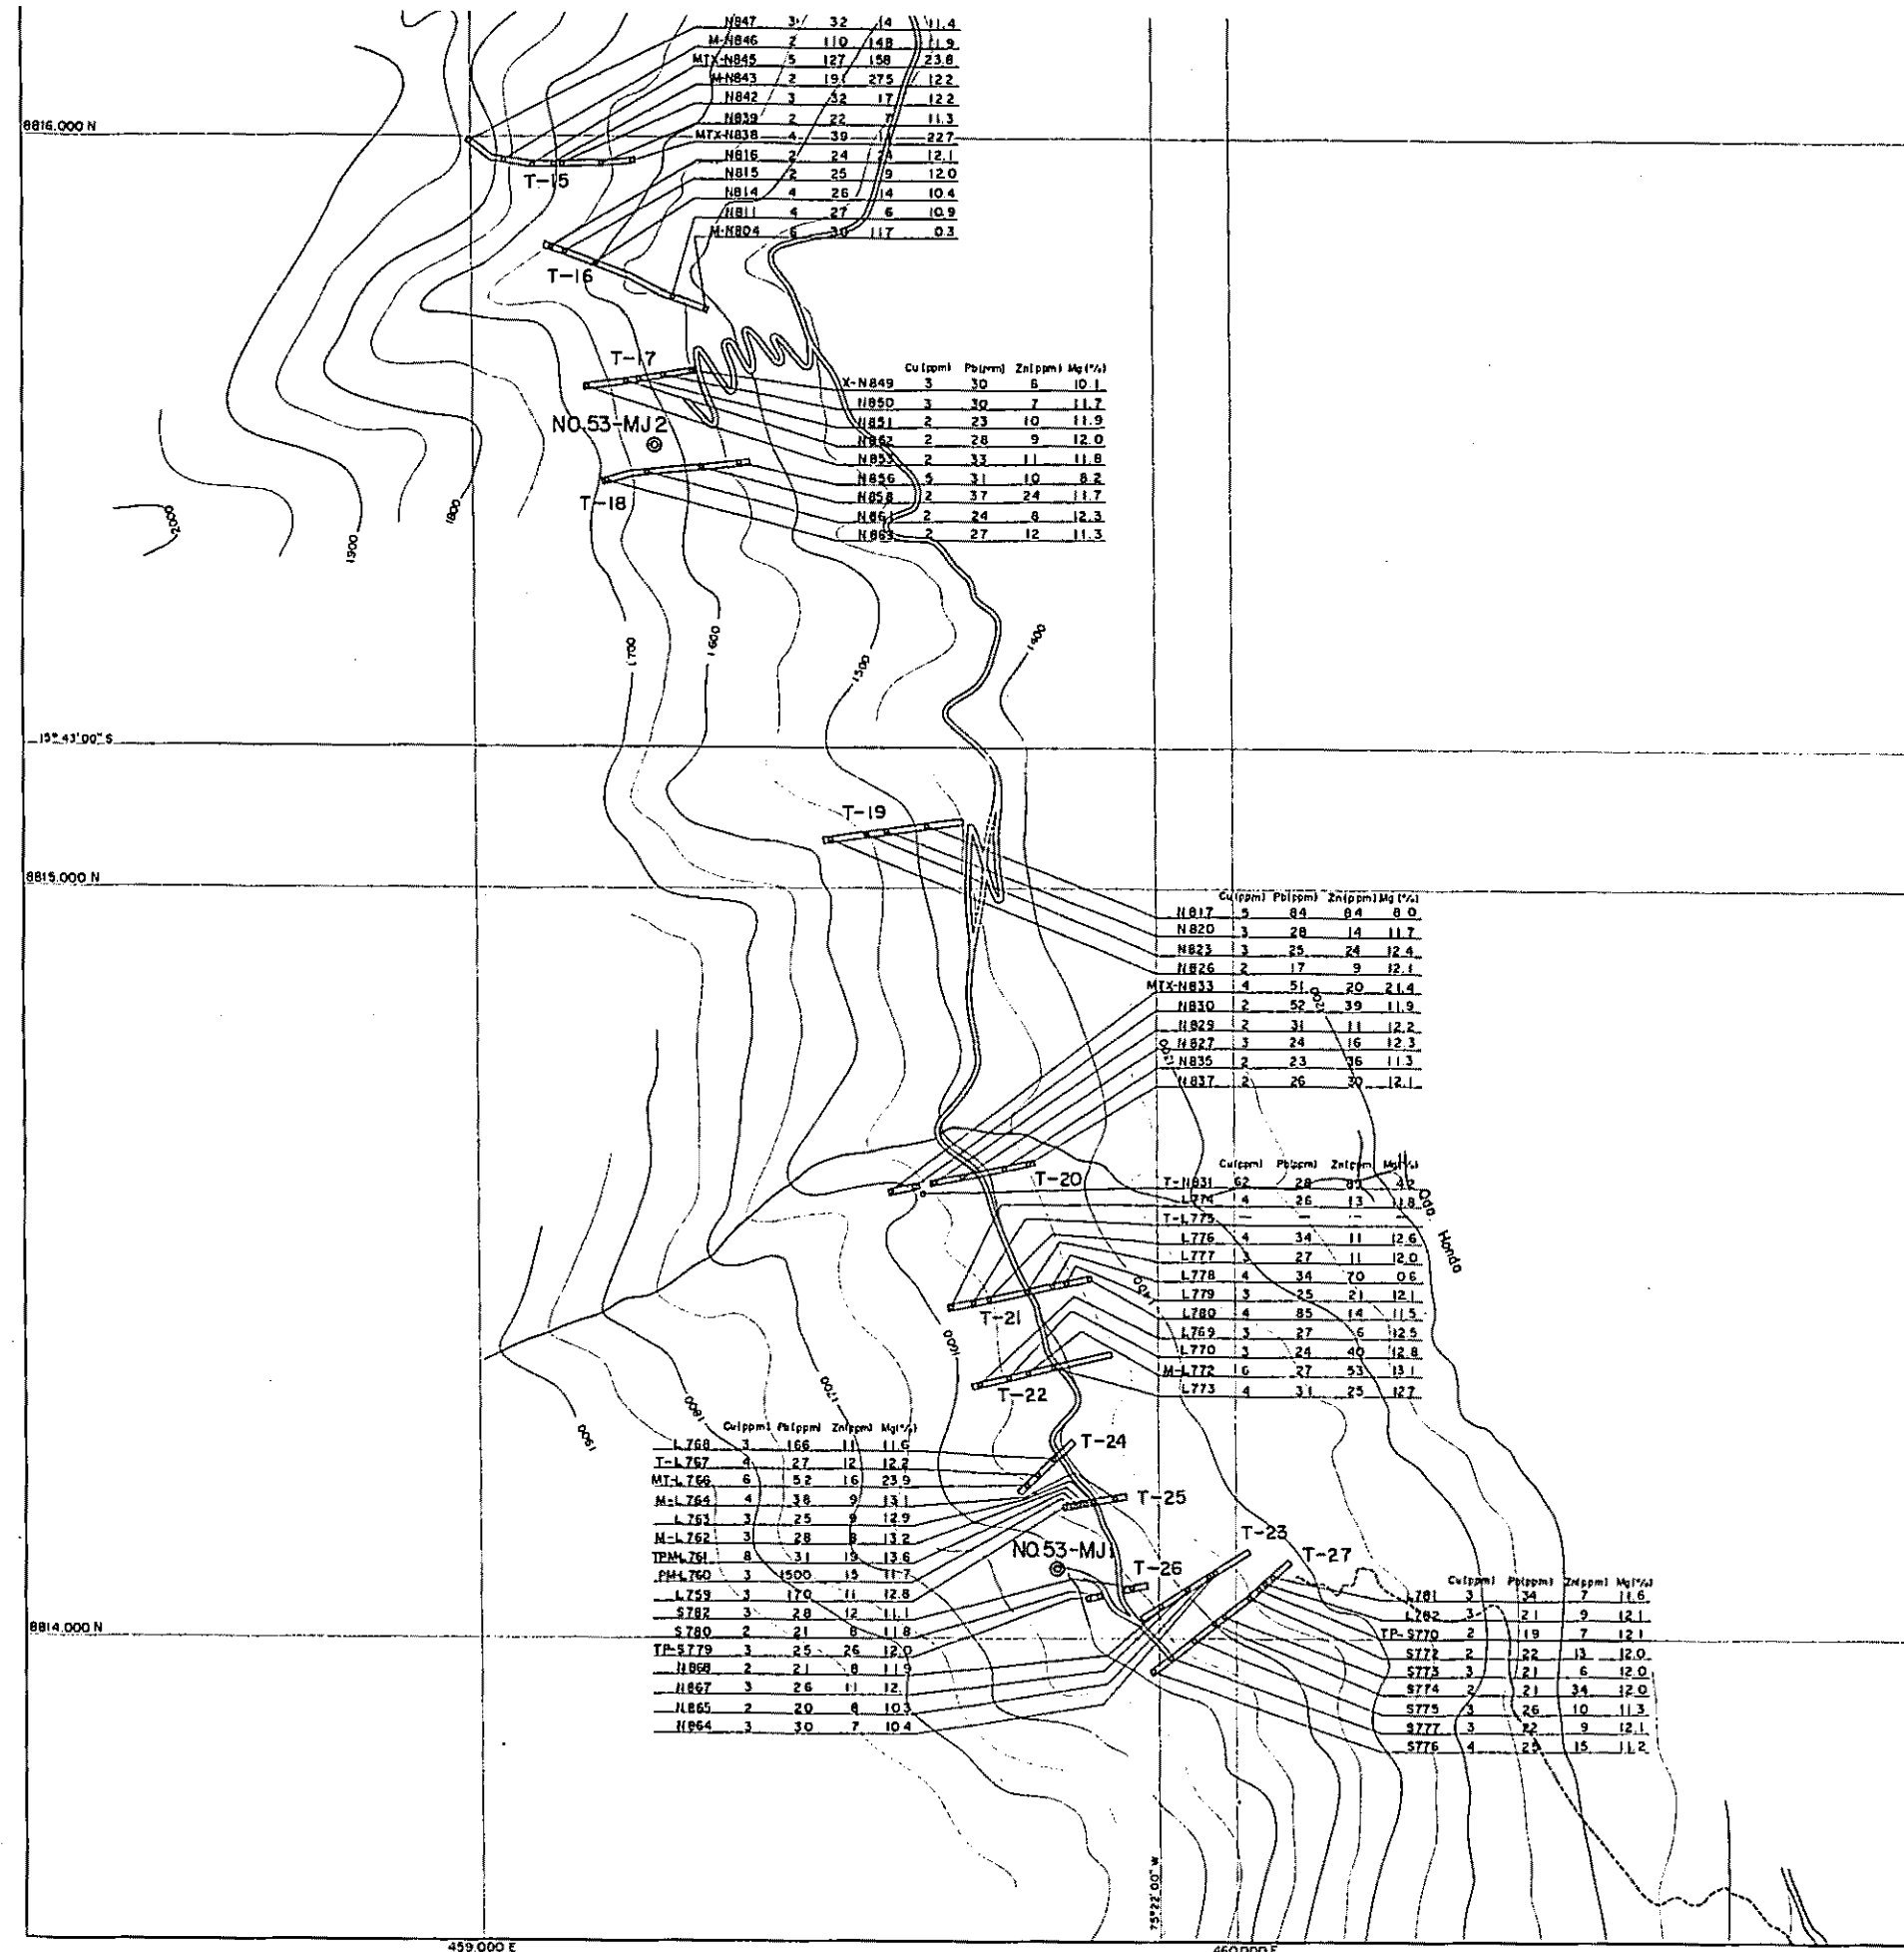 N847 3 32 14 11.4
M-N846 2 110 148 11.9
MTX-N845 5 127 158 23.8
M-N843 2 191 275 12.2
N842 3 32 17 12.2
N839 2 22 7 11.3
MTX-N838 4 39 22.7
8816.000 N
N816 2 24 24 12.1
N815 2 25 9 12.0
T-15
N814 4 26 14 10.4
N811 4 27 6 10.9
M-N804 6 30 117 0.3
T-16
T-17
Cu (ppm) Pb(ppm) Zn(ppm) Mg (%)
X-N849 3 30 6 10.1
N850 3 30 7 11.7
N851 2 23 10 11.9
NO.53-MJ2
N852 2 28 9 12.0
N853 2 33 11 11.8
N856 5 31 10 8.2
T-18
N858 2 37 24 11.7
N861 2 24 8 12.3
N863 2 27 12 11.3
2000
1900
1800
1700
1600
1500
1400
43'00" S
T-19
8815.000 N
Cu(ppm) Pb(ppm) Zn(ppm) Mg (%)
N817 5 84 84 8.0
N820 3 28 14 11.7
N823 3 25 24 12.4
N826 2 17 9 12.1
MTX-N833 4 51 20 21.4
1200
N830 2 52 39 11.9
N829 2 31 11 12.2
N827 3 24 16 12.3
1300
N835 2 23 36 11.3
N837 2 26 30 12.1
Cu(ppm) Pb(ppm) Zn(ppm) Mg(%)
T-20
T-N831 62 28 4.2
L774 4 26 13 11.8
T-L775 — — — —
L776 4 34 11 12.6
L777 3 27 11 12.0
L778 4 34 70 0.6
L779 3 25 21 12.1
L780 4 85 14 11.5
L769 3 27 6 12.5
L770 3 24 40 12.8
M-L772 6 27 53 13.1
L773 4 31 25 12.7
Qda. Honda
T-21
1400
1600
T-22
1700
1800
1900
Cu(ppm) Pb(ppm) Zn(ppm) Mg(%)
L768 3 166 11 11.6
T-24
T-L767 4 27 12 12.2
MT-L766 6 52 16 23.9
M-L764 4 38 9 13.1
T-25
L763 3 25 9 12.9
M-L762 3 28 8 13.2
T-23
TPM-L761 8 31 19 13.6
NO.53-MJ1
T-27
PM-L760 3 1500 15 11.7
T-26
L759 3 170 11 12.8
S782 3 28 12 11.1
S780 2 21 8 11.8
8814.000 N
TP-S779 3 25 26 12.0
N868 2 21 8 11.9
N867 3 26 11 12.
N865 2 20 8 10.3
N864 3 30 7 10.4
Cu(ppm) Pb(ppm) Zn(ppm) Mg(%)
L781 3 34 7 11.6
L782 3 21 9 12.1
TP-S770 2 19 7 12.1
S772 2 22 13 12.0
S773 3 21 6 12.0
S774 2 21 34 12.0
S775 3 26 10 11.3
S777 3 22 9 12.1
S776 4 25 15 11.2
75°22'00" W
459.000 E
460.000 E